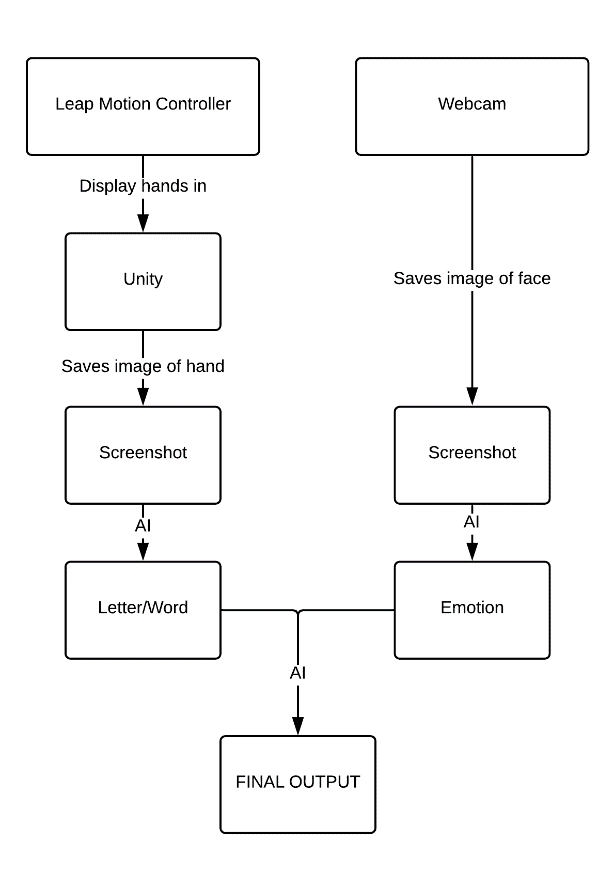 Leap Motion Controller
Webcam
Display hands in
Unity
Saves image of face
Saves image of hand
Screenshot
Screenshot
AI
AI
Letter/Word
Emotion
AI
FINAL OUTPUT